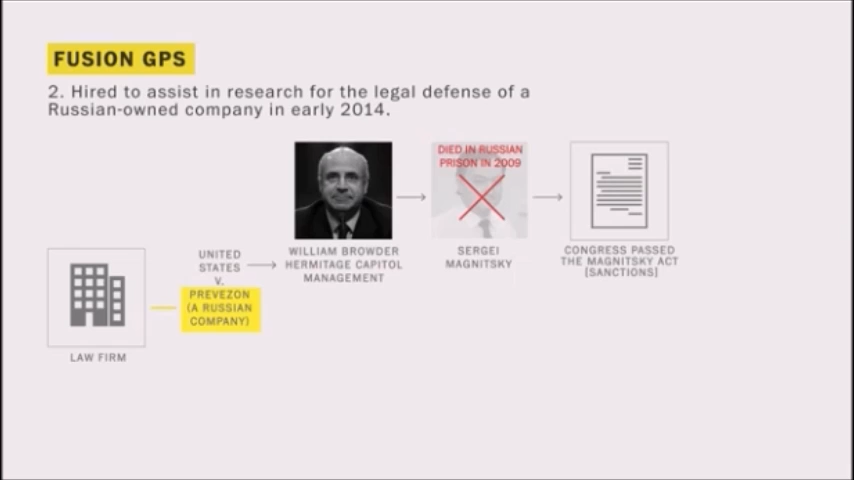 FUSION GPS
2. Hired to assist in research for the legal defense of a
Russian-owned company in early 2014.
DIED IN RUSSIAN
PRISON IN 2009
WILLIAM BROWDER
HERMITAGE CAPITOL
MANAGEMENT
SERGEI
MAGNITSKY
CONGRESS PASSED
THE MAGNITSKY ACT
[SANCTIONS]
UNITED
STATES
V.
PREVEZON
(A RUSSIAN
COMPANY)
LAW FIRM